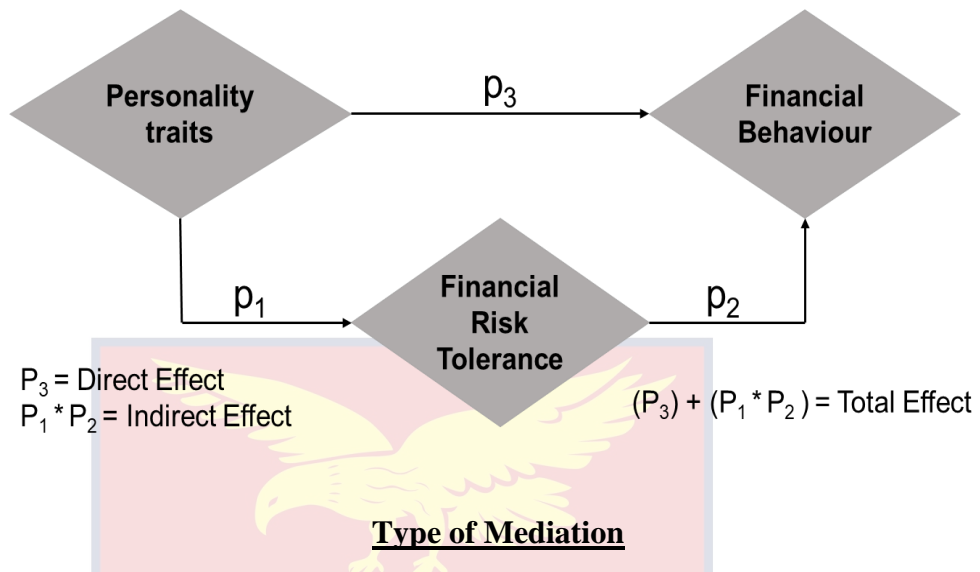 Personality
traits
p₃
Financial
Behaviour
p₁
Financial
Risk
Tolerance
p₂
P₃ = Direct Effect
P₁ * P₂ = Indirect Effect
(P₃) + (P₁ * P₂ ) = Total Effect
Type of Mediation